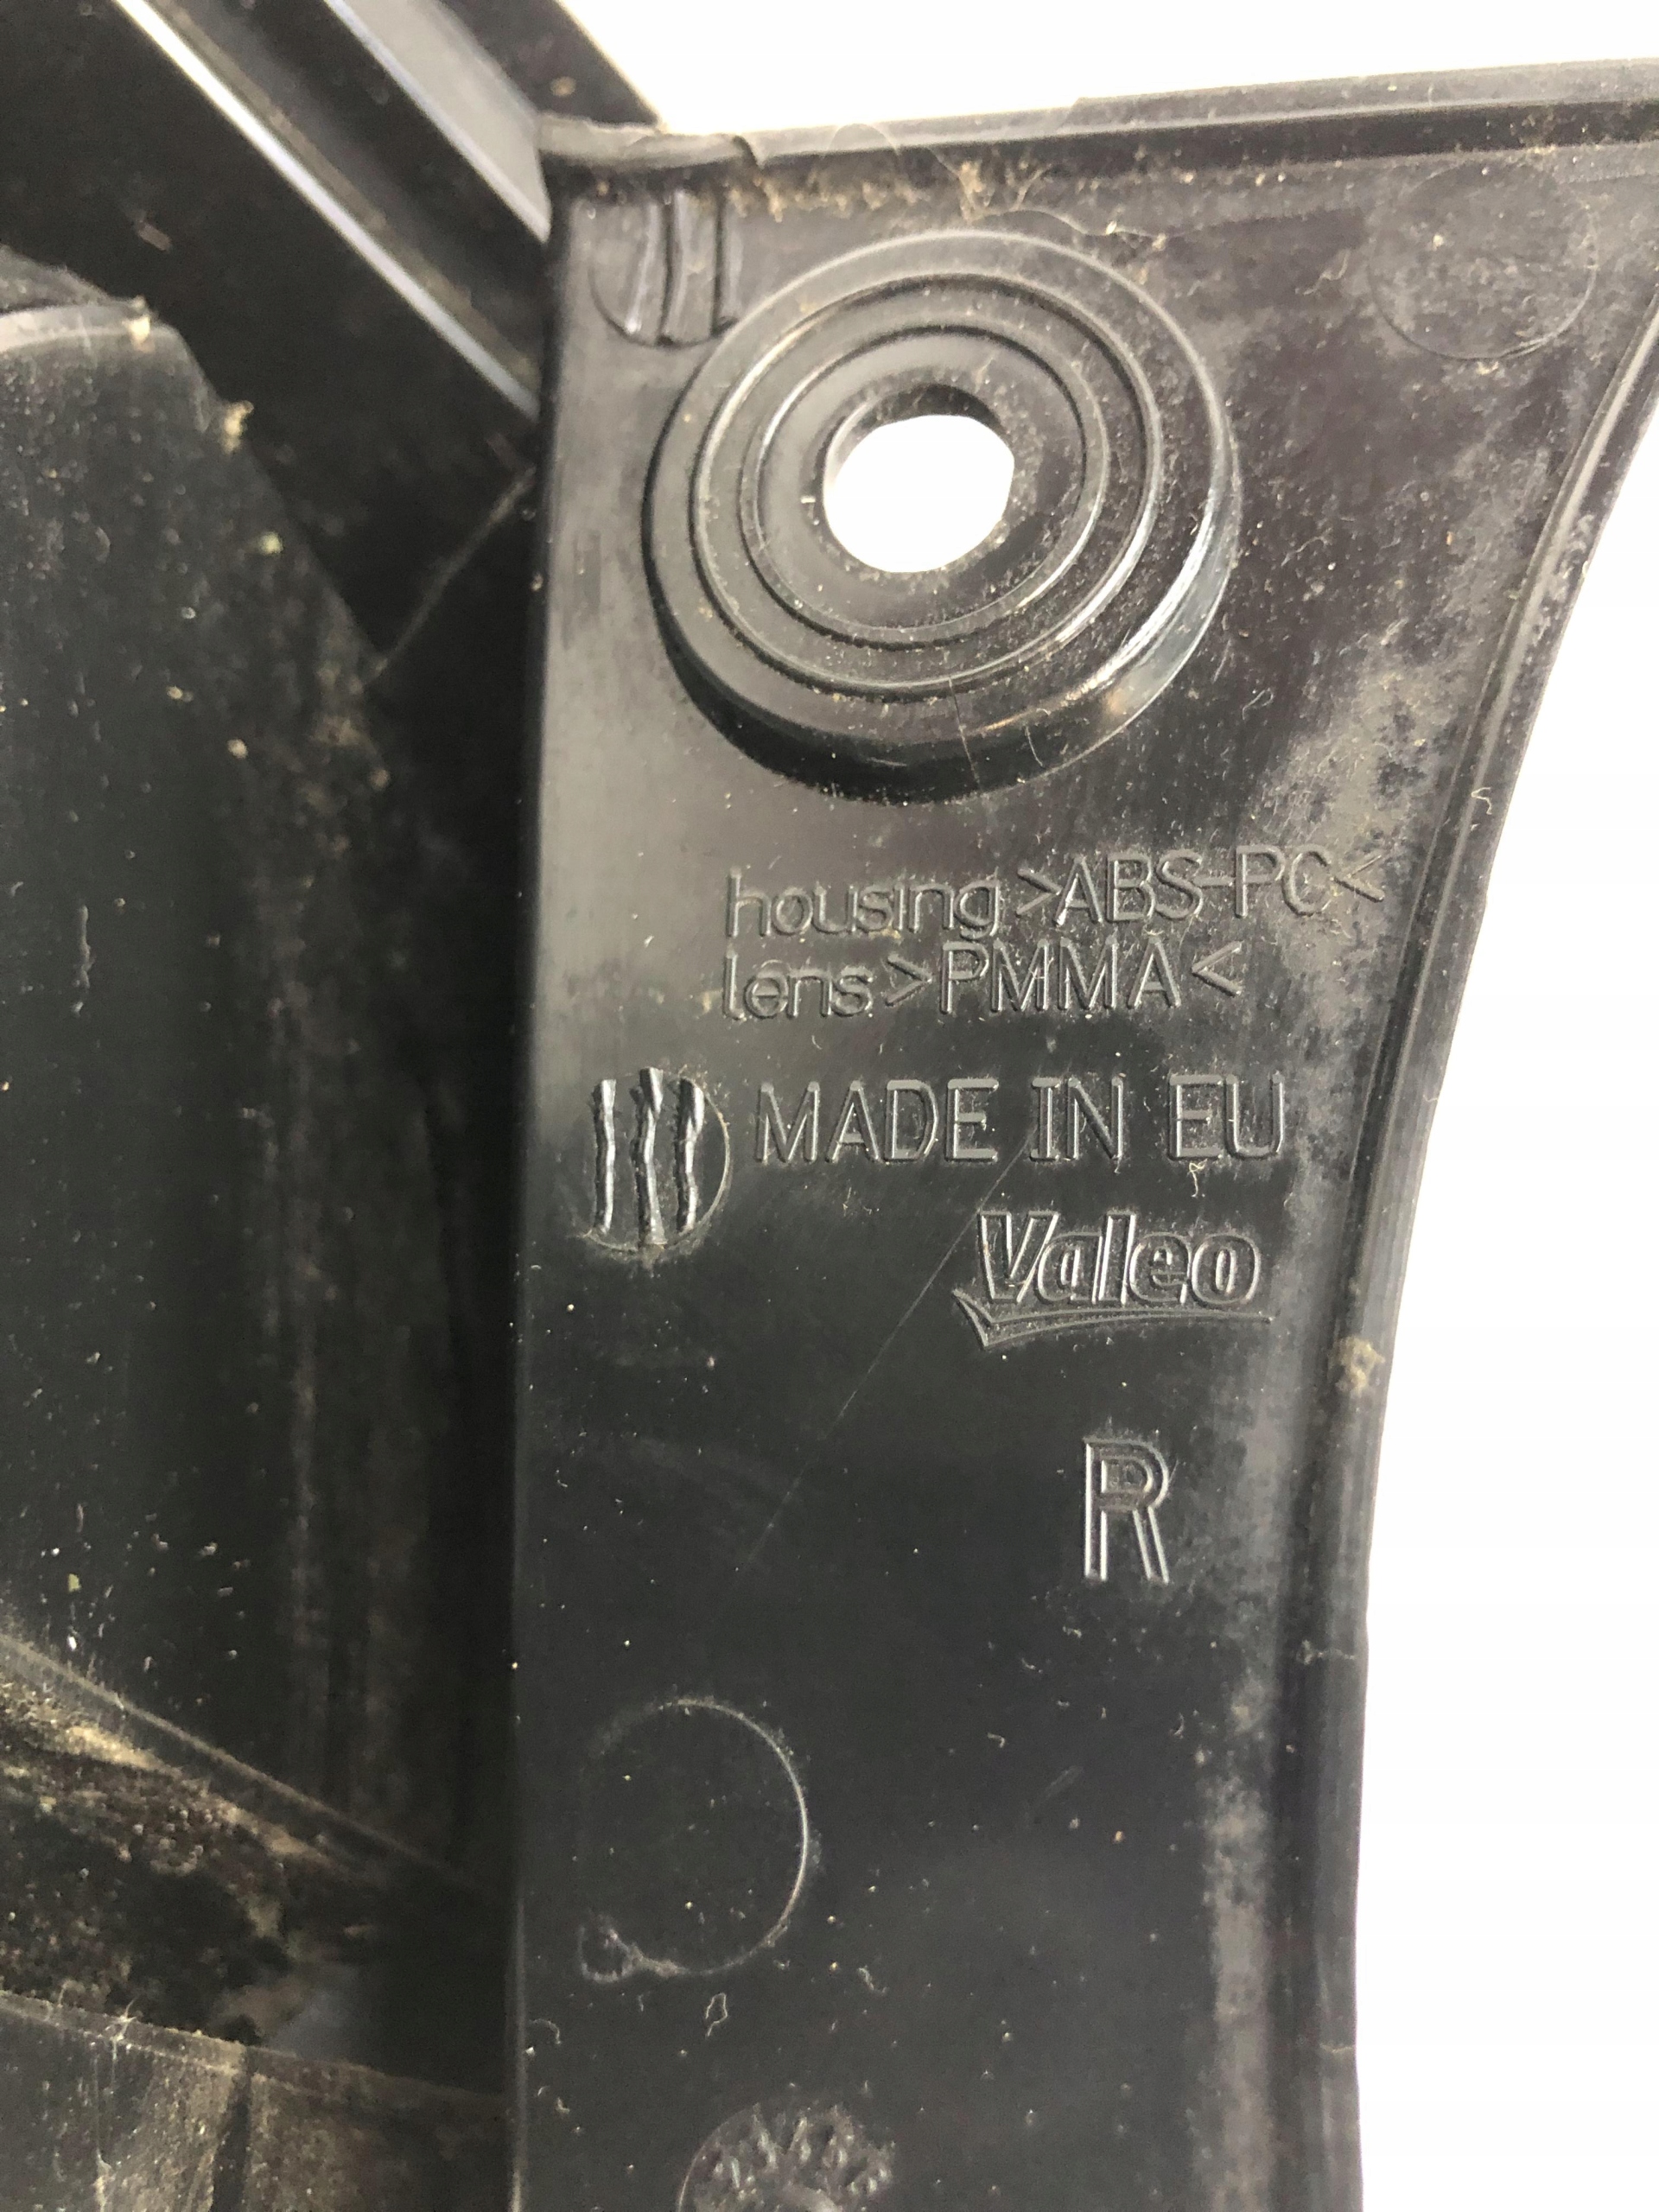 housing >ABS-PC<
lens >PMMA<
MADE IN EU
Valeo
R